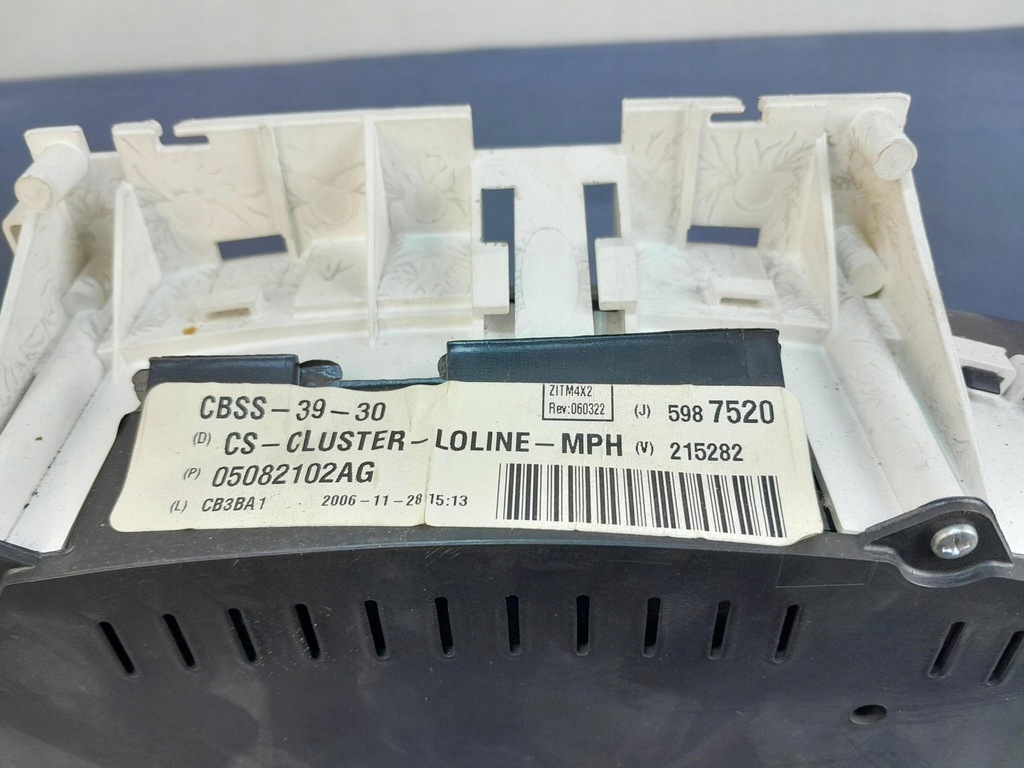 CBSS-39-30
ZITM4X2
Rev:060322
(J) 598 7520
(D) CS-CLUSTER-LOLINE-MPH (V) 215282
(P) 05082102AG
(L) CB3BA1 2006-11-28 15:13